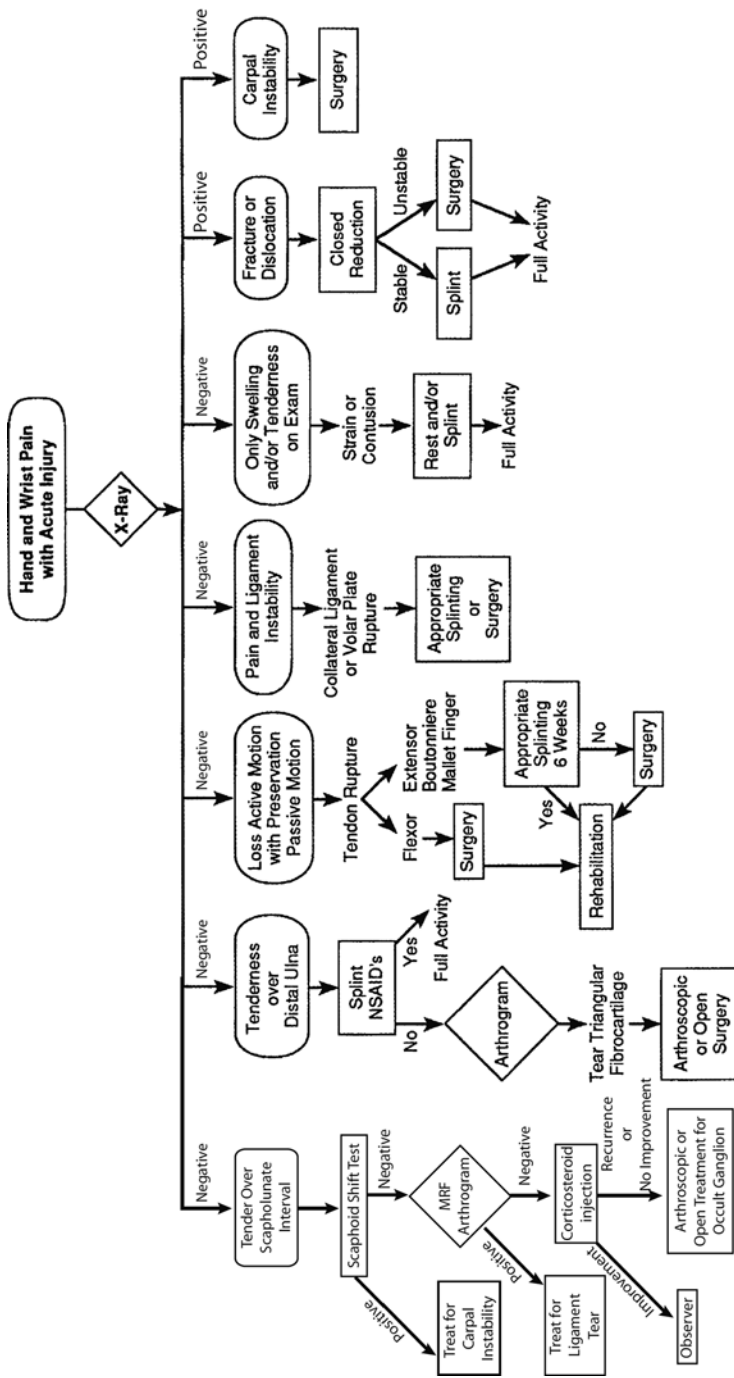 Hand and Wrist Pain
with Acute Injury
X-Ray
Negative
Tender Over
Scapholunate
Interval
Scaphoid Shift Test
Positive
Treat for
Carpal
Instability
Negative
MRF
Arthrogram
Positive
Treat for
Ligament
Tear
Negative
Corticosteroid
injection
Improvement
Observer
Recurrence
or
No Improvement
Arthroscopic or
Open Treatment for
Occult Ganglion
Negative
Tenderness
over
Distal Ulna
Splint
NSAID's
No
Yes
Full Activity
Arthrogram
Tear Triangular
Fibrocartilage
Arthroscopic
or Open
Surgery
Negative
Loss Active Motion
with Preservation
Passive Motion
Tendon Rupture
Flexor
Surgery
Extensor
Boutonniere
Mallet Finger
Appropriate
Splinting
6 Weeks
Yes
No
Surgery
Rehabilitation
Negative
Pain and Ligament
Instability
Collateral Ligament
or Volar Plate
Rupture
Appropriate
Splinting
or
Surgery
Negative
Only Swelling
and/or Tenderness
on Exam
Strain or
Contusion
Rest and/or
Splint
Full Activity
Positive
Fracture or
Dislocation
Closed
Reduction
Stable
Unstable
Splint
Surgery
Full Activity
Positive
Carpal
Instability
Surgery